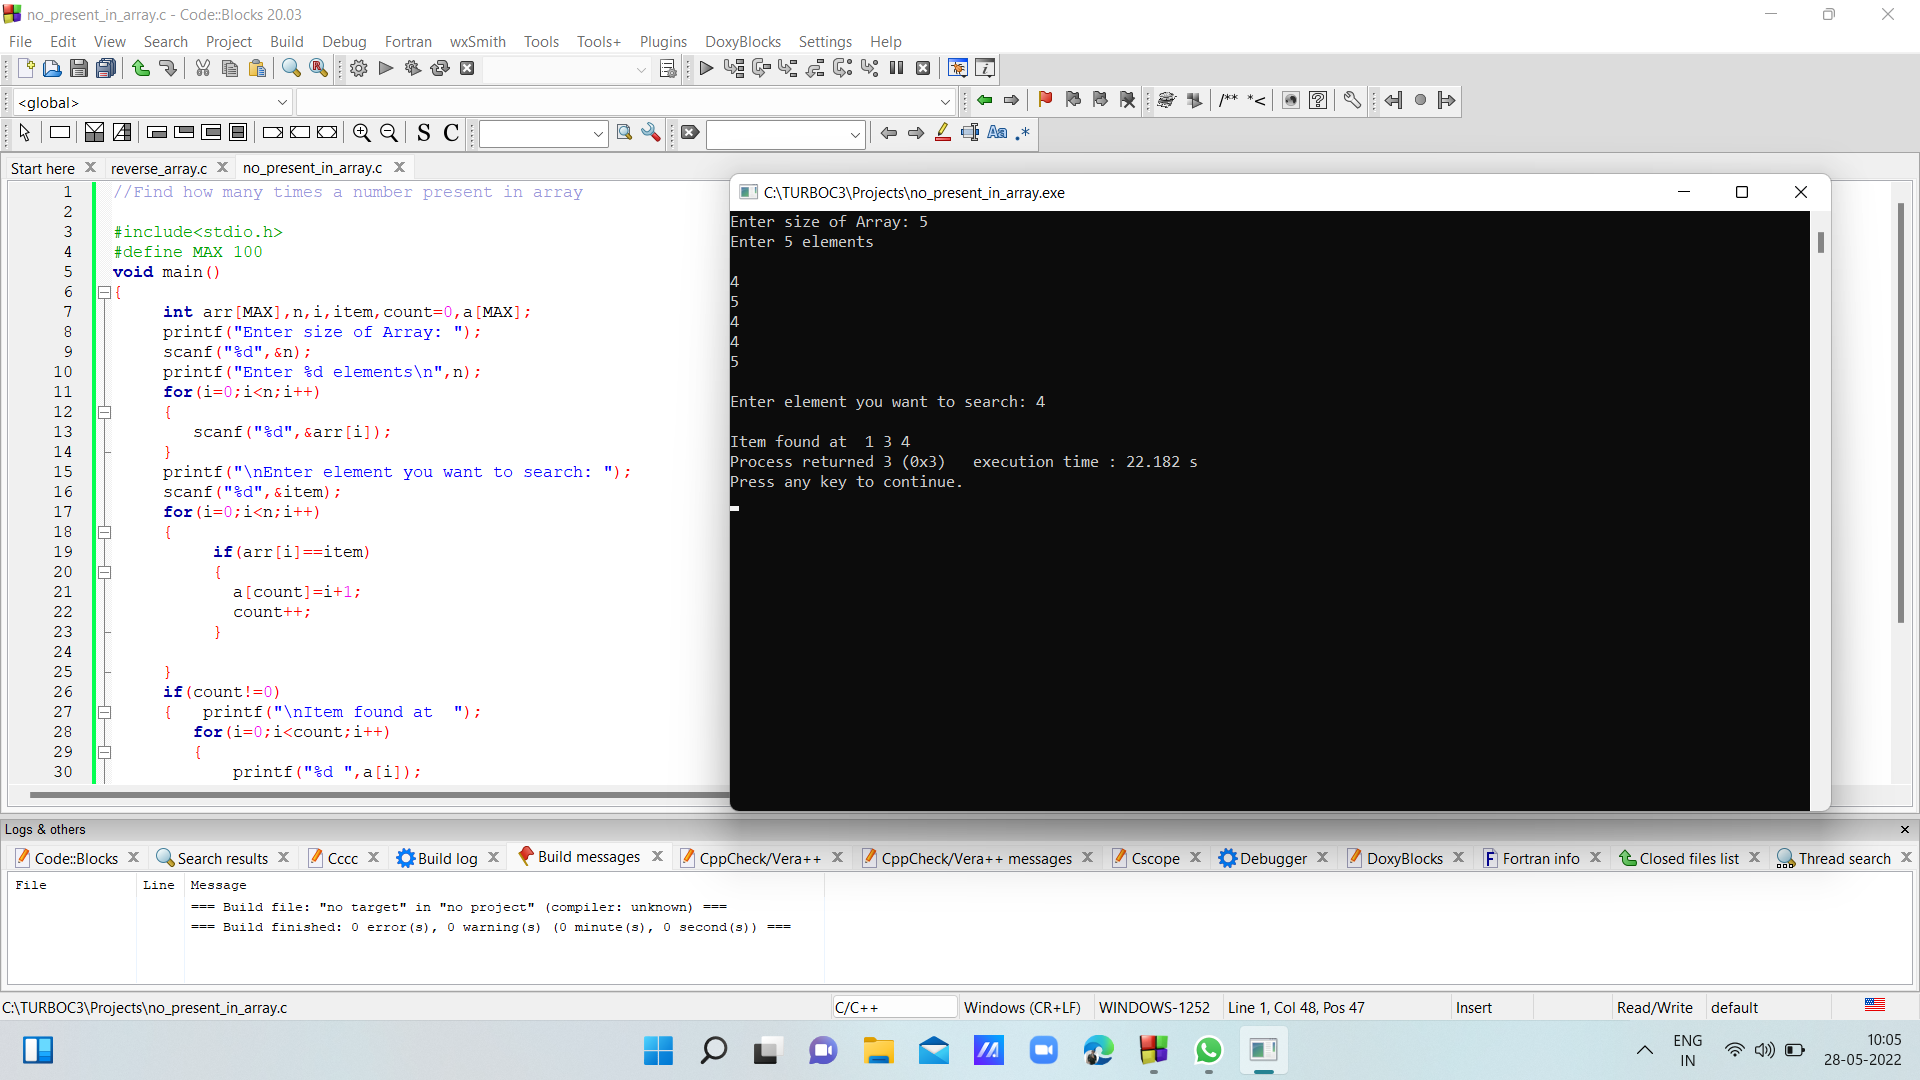 no_present_in_array.c - Code::Blocks 20.03
File Edit View Search Project Build Debug Fortran wxSmith Tools Tools+ Plugins DoxyBlocks Settings Help
<global>
/** *<
S C
Aa .*
Start here reverse_array.c no_present_in_array.c
1 //Find how many times a number present in array
2
3 #include<stdio.h>
4 #define MAX 100
5 void main()
6 {
7 int arr[MAX],n,i,item,count=0,a[MAX];
8 printf("Enter size of Array: ");
9 scanf("%d",&n);
10 printf("Enter %d elements\n",n);
11 for(i=0;i<n;i++)
12 {
13 scanf("%d",&arr[i]);
14 }
15 printf("\nEnter element you want to search: ");
16 scanf("%d",&item);
17 for(i=0;i<n;i++)
18 {
19 if(arr[i]==item)
20 {
21 a[count]=i+1;
22 count++;
23 }
24
25 }
26 if(count!=0)
27 { printf("\nItem found at  ");
28 for(i=0;i<count;i++)
29 {
30 printf("%d ",a[i]);
C:\TURBOC3\Projects\no_present_in_array.exe
Enter size of Array: 5
Enter 5 elements
4
5
4
4
5
Enter element you want to search: 4
Item found at  1 3 4
Process returned 3 (0x3)   execution time : 22.182 s
Press any key to continue.
Logs & others
Code::Blocks Search results Cccc Build log Build messages CppCheck/Vera++ CppCheck/Vera++ messages Cscope Debugger DoxyBlocks Fortran info Closed files list Thread search
File Line Message
=== Build file: "no target" in "no project" (compiler: unknown) ===
=== Build finished: 0 error(s), 0 warning(s) (0 minute(s), 0 second(s)) ===
C:\TURBOC3\Projects\no_present_in_array.c C/C++ Windows (CR+LF) WINDOWS-1252 Line 1, Col 48, Pos 47 Insert Read/Write default
ENG
IN
10:05
28-05-2022